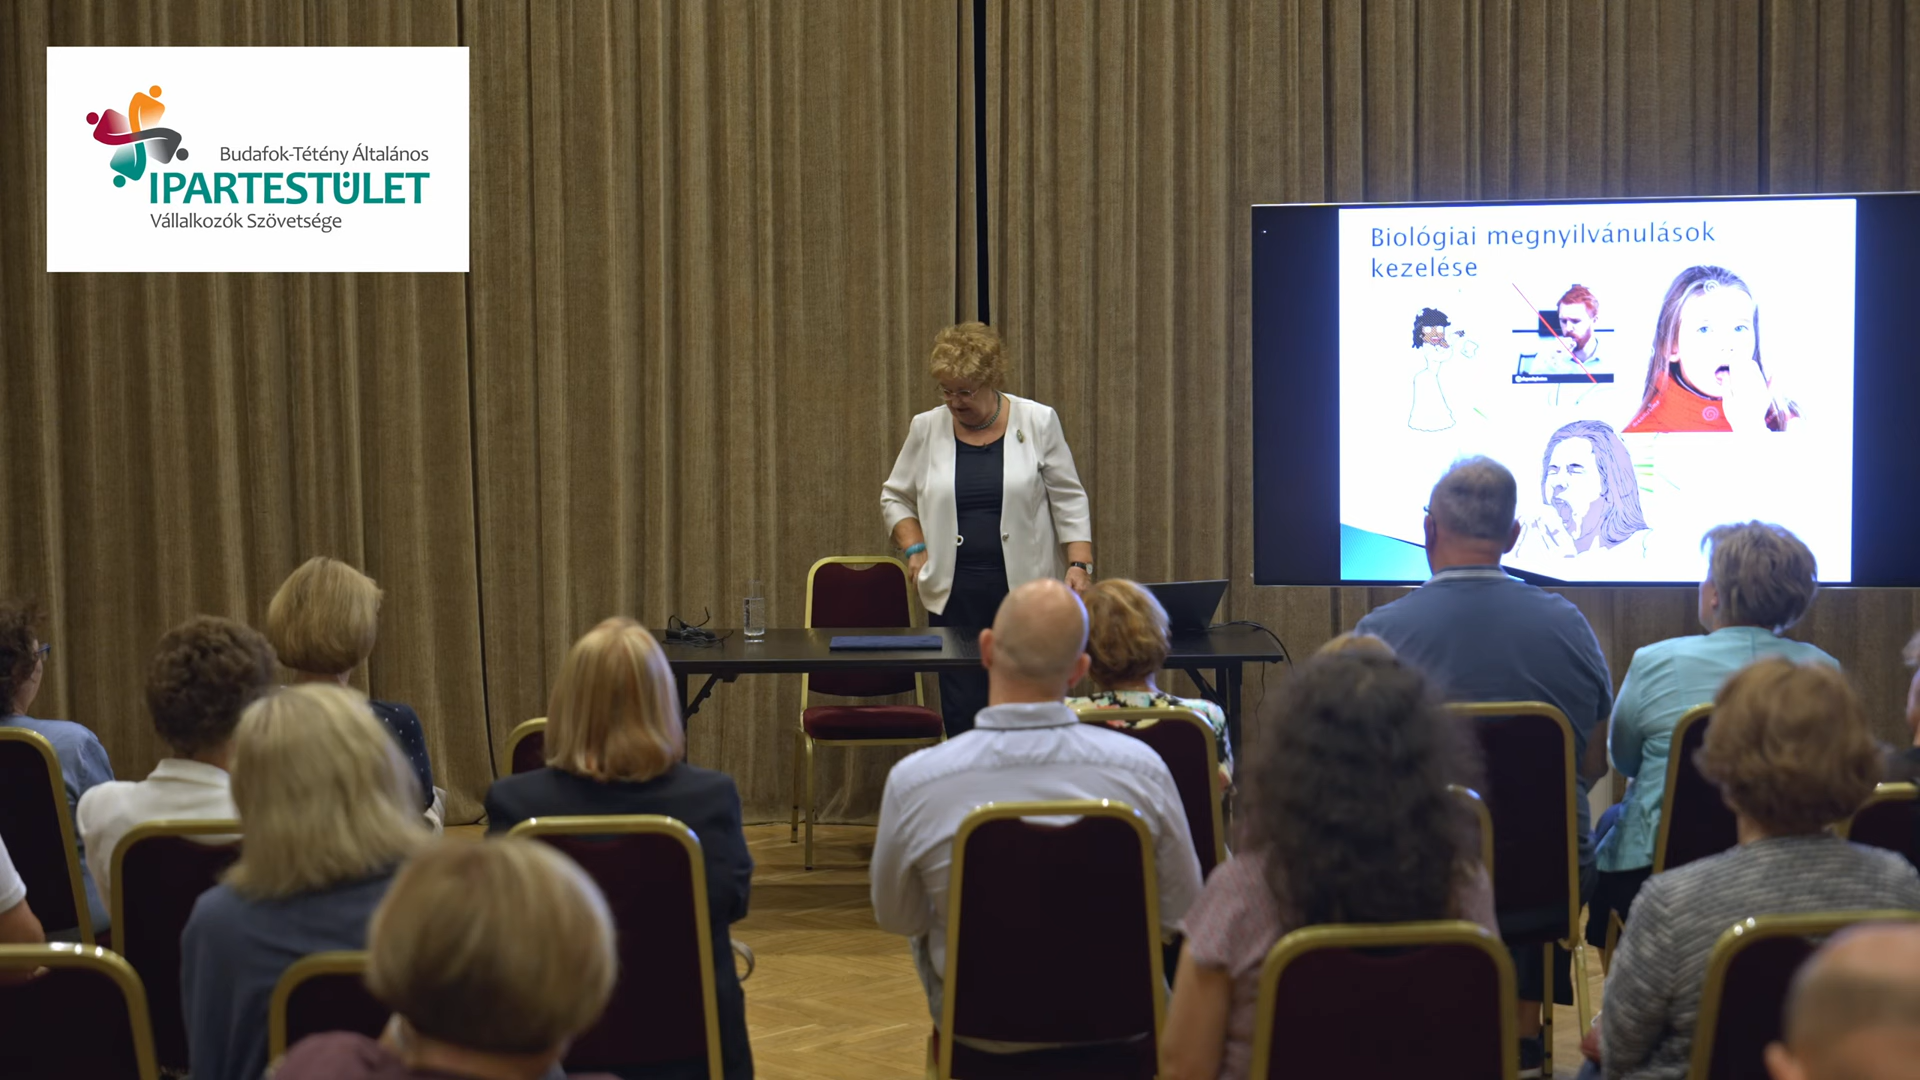 Budafok-Tétény Általános
IPARTESTÜLET
Vállalkozók Szövetsége
Biológiai megnyilvánulások
kezelése